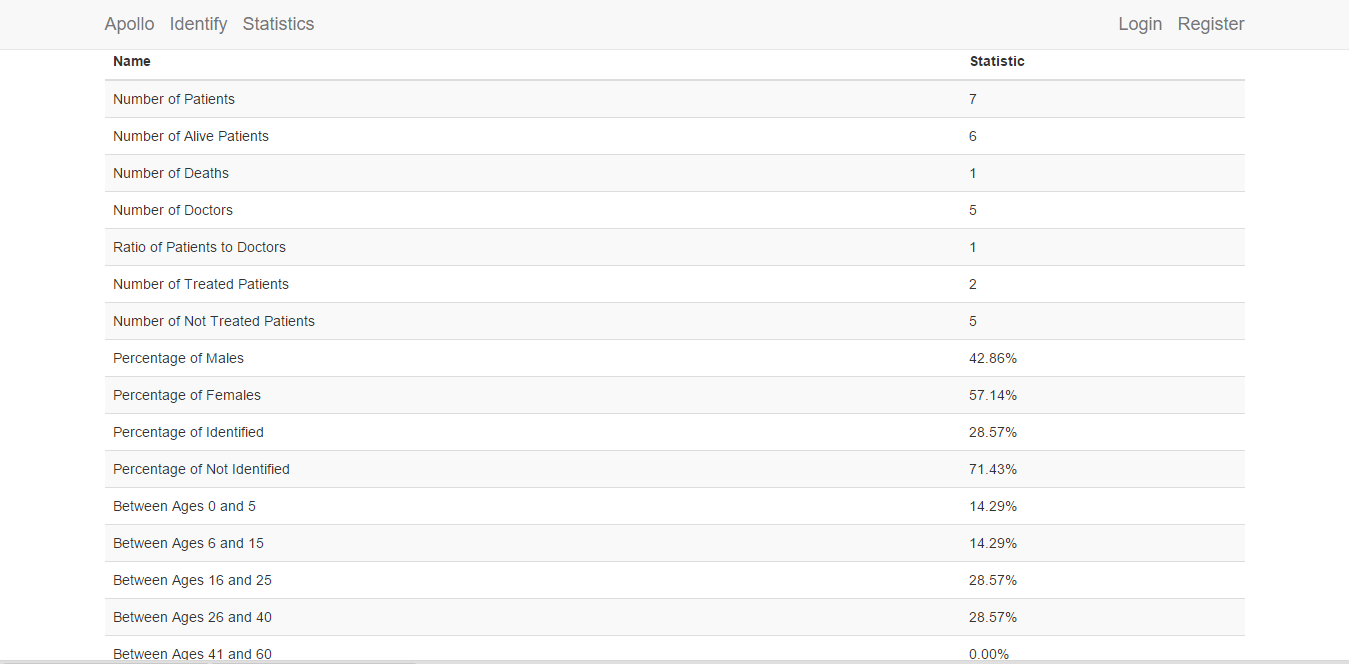 Apollo Identify Statistics Login Register
Name Statistic
Number of Patients 7
Number of Alive Patients 6
Number of Deaths 1
Number of Doctors 5
Ratio of Patients to Doctors 1
Number of Treated Patients 2
Number of Not Treated Patients 5
Percentage of Males 42.86%
Percentage of Females 57.14%
Percentage of Identified 28.57%
Percentage of Not Identified 71.43%
Between Ages 0 and 5 14.29%
Between Ages 6 and 15 14.29%
Between Ages 16 and 25 28.57%
Between Ages 26 and 40 28.57%
Between Ages 41 and 60 0.00%